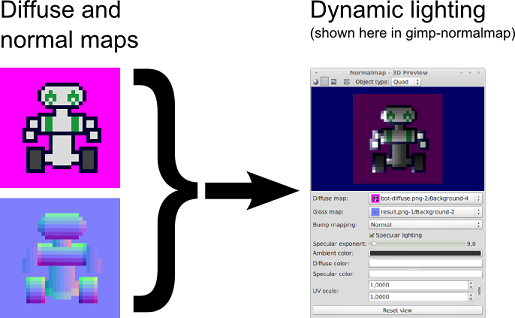 Diffuse and
normal maps
Dynamic lighting
(shown here in gimp-normalmap)
Normalmap - 3D Preview
Object type: Quad
Diffuse map: bot-diffuse.png-2/Background-4
Gloss map: result.png-1/Background-2
Bump mapping: Normal
Specular lighting
Specular exponent: 9.0
Ambient color:
Diffuse color:
Specular color:
UV scale: 1,0000
1,0000
Reset view